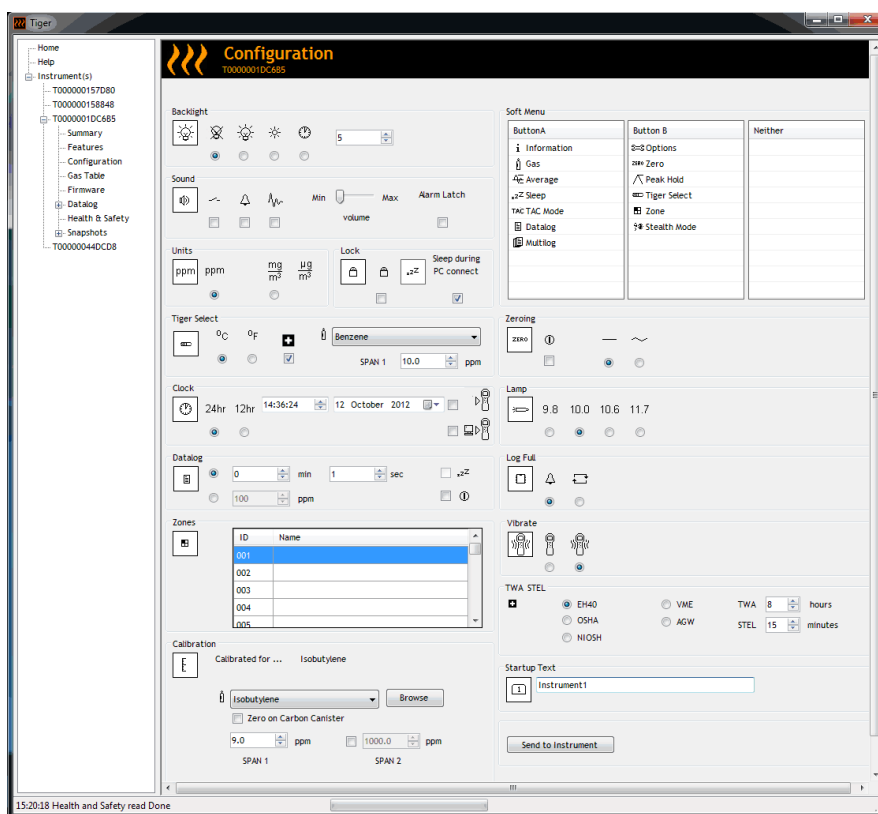 Tiger
Home
Help
Instrument(s)
T000000157D80
T000000158848
T0000001DC6B5
Summary
Features
Configuration
Gas Table
Firmware
Datalog
Health & Safety
Snapshots
T00000044DCD8
Configuration
T0000001DC6B5
Backlight
5
Sound
Min Max
volume
Alarm Latch
Units
ppm ppm mg m³ µg m³
Lock
zZ zZ
Sleep during
PC connect
Tiger Select
°C °F
Benzene
SPAN 1 10.0 ppm
Clock
24hr 12hr 14:36:24 12 October 2012
Datalog
0 min 1 sec zZ
100 ppm
Zones
ID Name
001
002
003
004
005
Calibration
Calibrated for ... Isobutylene
Isobutylene Browse
Zero on Carbon Canister
9.0 ppm 1000.0 ppm
SPAN 1 SPAN 2
Soft Menu
ButtonA Button B Neither
i Information Options
Gas ZERO Zero
Average Peak Hold
zZ Sleep Tiger Select
TAC TAC Mode Zone
Datalog Stealth Mode
Multilog
Zeroing
ZERO
Lamp
9.8 10.0 10.6 11.7
Log Full
Vibrate
TWA STEL
EH40 VME TWA 8 hours
OSHA AGW STEL 15 minutes
NIOSH
Startup Text
1 Instrument1
Send to Instrument
15:20:18 Health and Safety read Done